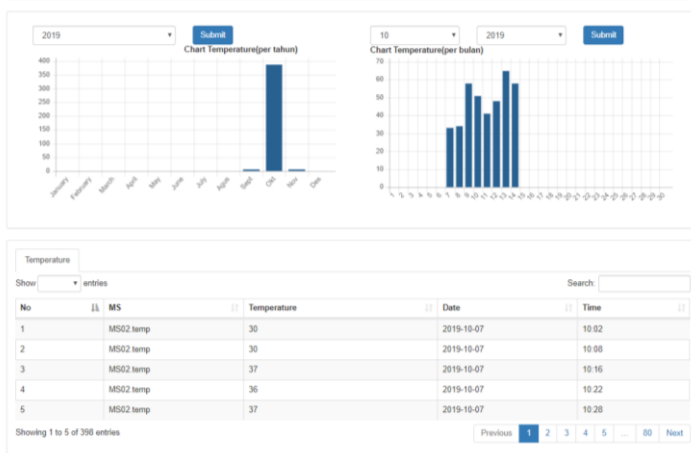 2019 Submit
Chart Temperature(per tahun)
400
350
300
250
200
150
100
50
0
January February March April May June July Agus Sept Okt Nov Des
10 2019 Submit
Chart Temperature(per bulan)
70
60
50
40
30
20
10
0
1 2 3 4 5 6 7 8 9 10 11 12 13 14 15 16 17 18 19 20 21 22 23 24 25 26 27 28 29 30
Temperature
Show entries Search:
No MS Temperature Date Time
1 MS02.temp 30 2019-10-07 10:02
2 MS02.temp 30 2019-10-07 10:08
3 MS02.temp 37 2019-10-07 10:16
4 MS02.temp 36 2019-10-07 10:22
5 MS02.temp 37 2019-10-07 10:28
Showing 1 to 5 of 398 entries Previous 1 2 3 4 5 ... 80 Next